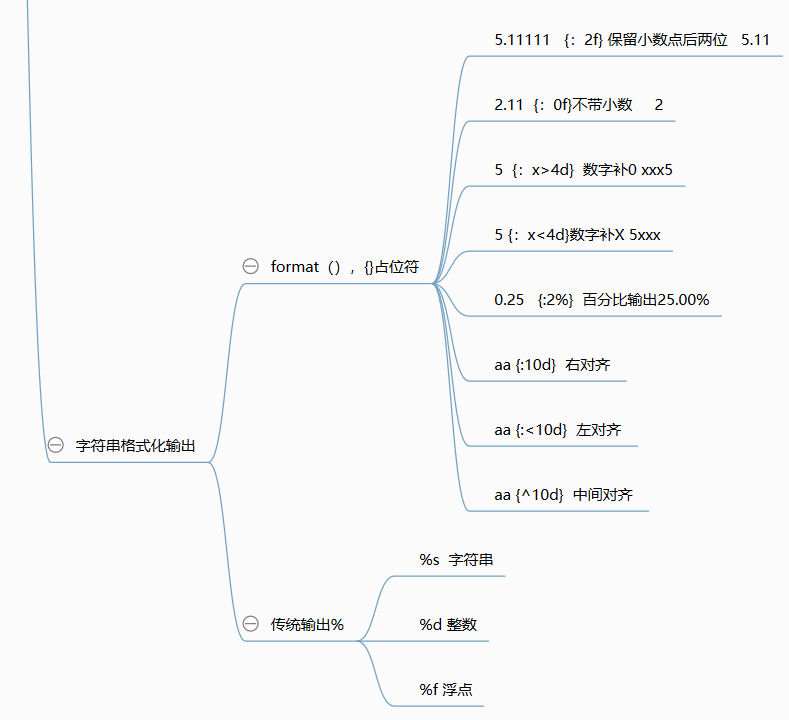 5.11111 {：2f} 保留小数点后两位 5.11
2.11 {：0f}不带小数 2
5 {：x>4d} 数字补0 xxx5
5 {：x<4d}数字补X 5xxx
format（），{}占位符
0.25 {:2%} 百分比输出25.00%
aa {:10d} 右对齐
aa {:<10d} 左对齐
字符串格式化输出
aa {^10d} 中间对齐
%s 字符串
传统输出%
%d 整数
%f 浮点